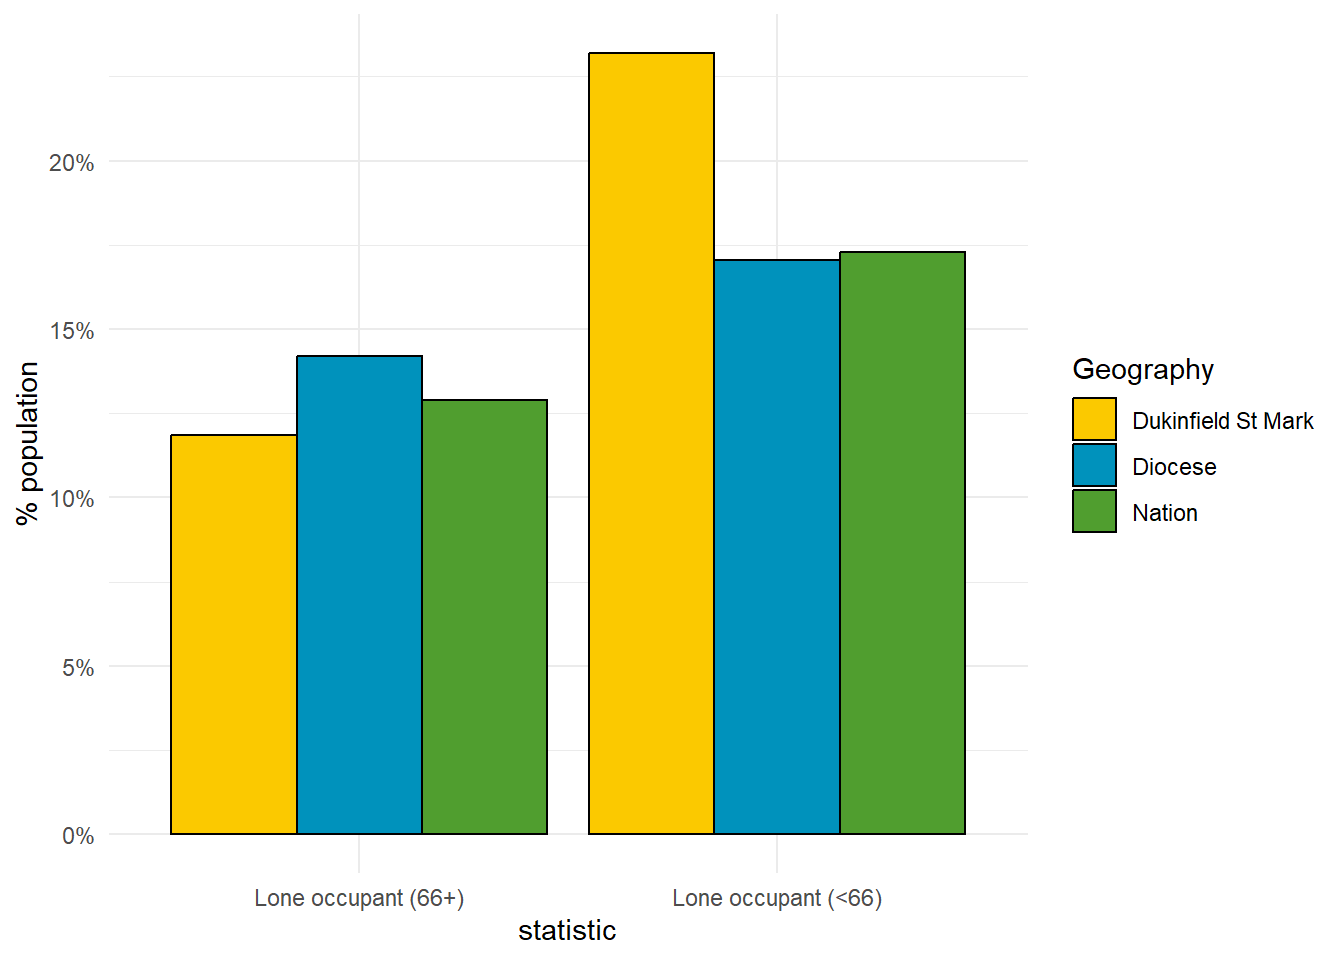 % population
20%
15%
10%
5%
0%
Lone occupant (66+)
Lone occupant (<66)
statistic
Geography
Dukinfield St Mark
Diocese
Nation